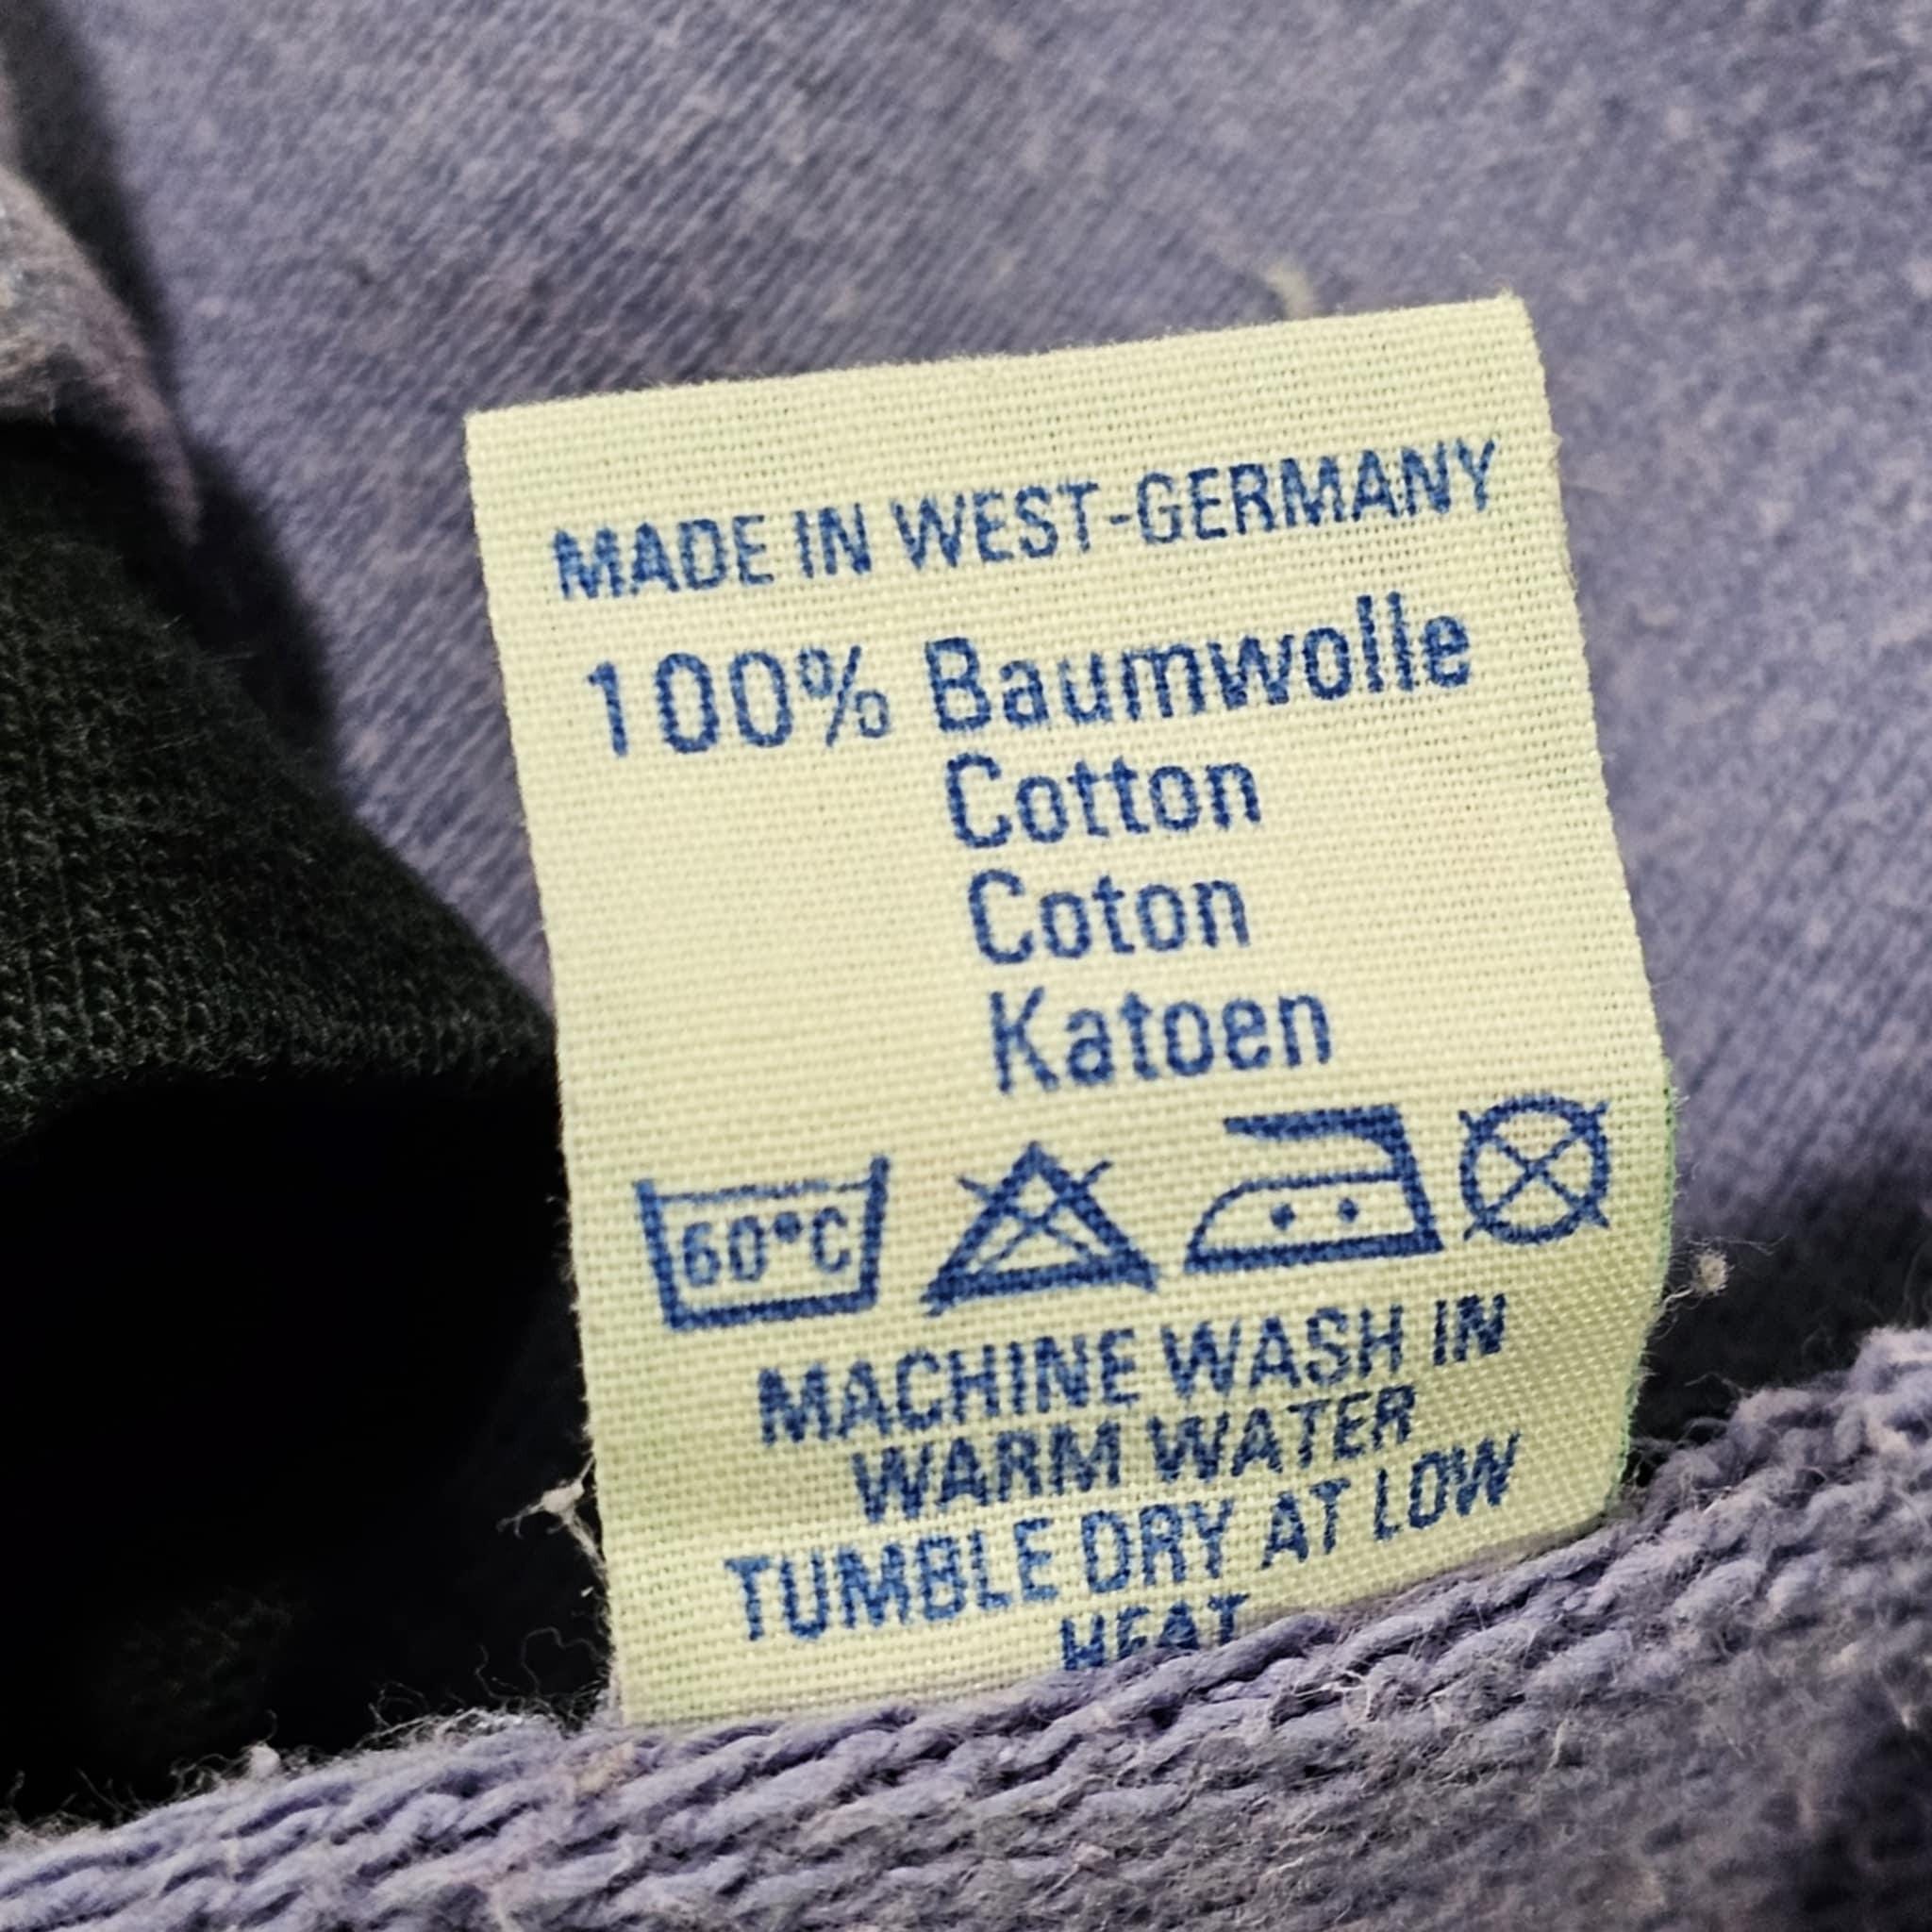 MADE IN WEST-GERMANY
100% Baumwolle
Cotton
Coton
Katoen
60°C
MACHINE WASH IN
WARM WATER
TUMBLE DRY AT LOW
HEAT